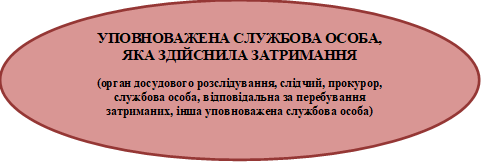 УПОВНОВАЖЕНА СЛУЖБОВА ОСОБА,
ЯКА ЗДІЙСНИЛА ЗАТРИМАННЯ
(орган досудового розслідування, слідчий, прокурор,
службова особа, відповідальна за перебування
затриманих, інша уповноважена службова особа)